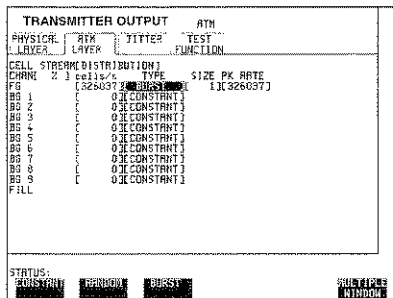 TRANSMITTER OUTPUT ATM
PHYSICAL LAYER ATM LAYER JITTER TEST FUNCTION
CELL STREAM[DISTRIBUTION]
CHAN[ % ] cells/s TYPE SIZE PK RATE
FG [326037][ BURST ][ 1][326037]
BG 1 [ 0][CONSTANT]
BG 2 [ 0][CONSTANT]
BG 3 [ 0][CONSTANT]
BG 4 [ 0][CONSTANT]
BG 5 [ 0][CONSTANT]
BG 6 [ 0][CONSTANT]
BG 7 [ 0][CONSTANT]
BG 8 [ 0][CONSTANT]
BG 9 [ 0][CONSTANT]
FILL
STATUS:
CONSTANT RANDOM BURST MULTIPLE WINDOW